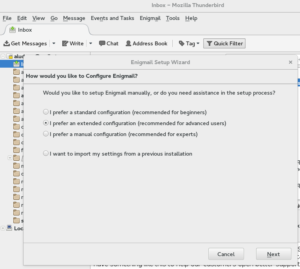 Inbox - Mozilla Thunderbird
File Edit View Go Message Events and Tasks Enigmail Tools Help
Inbox
Get Messages Write Chat Address Book Tag Quick Filter
Enigmail Setup Wizard
How would you like to Configure Enigmail?
Would you like to setup Enigmail manually, or do you need assistance in the setup process?
I prefer a standard configuration (recommended for beginners)
I prefer an extended configuration (recommended for advanced users)
I prefer a manual configuration (recommended for experts)
I want to import my settings from a previous installation
Cancel Next